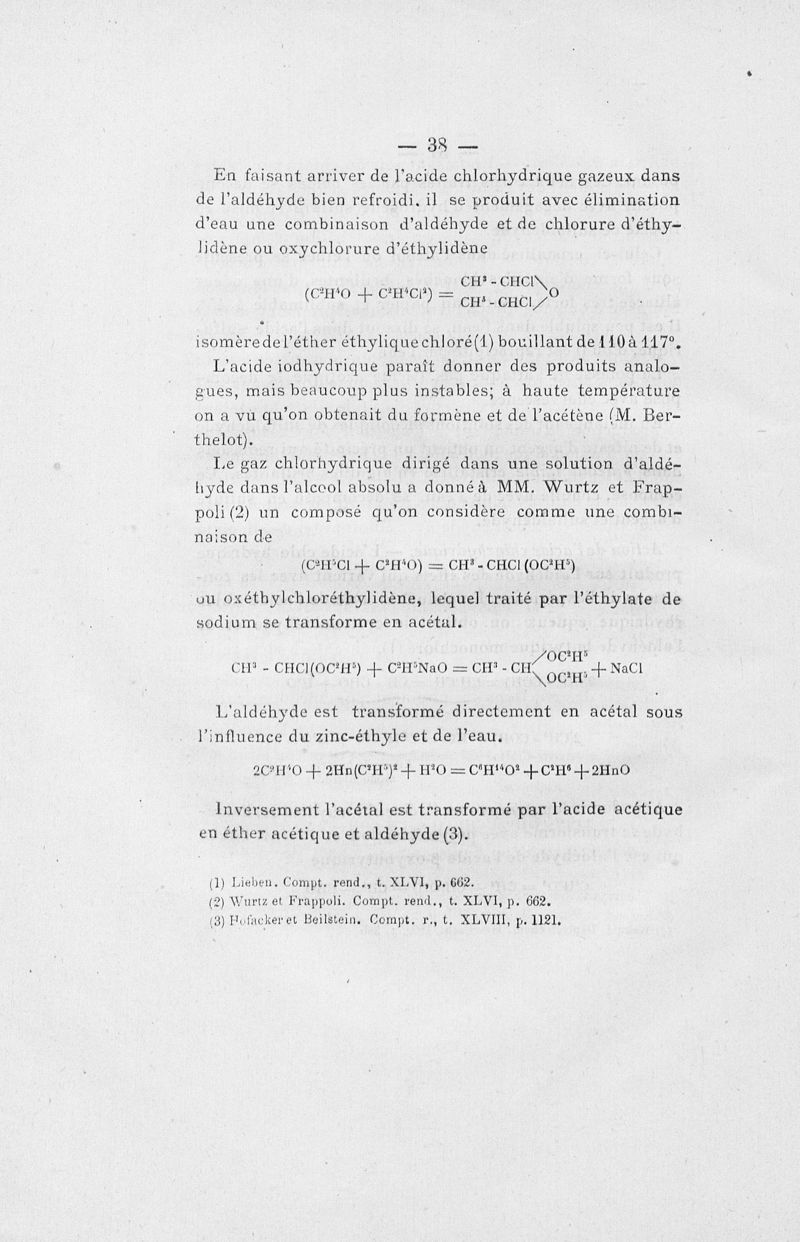 — 38 —
En faisant arriver de l'acide chlorhydrique gazeux dans
de l'aldéhyde bien refroidi. il se produit avec élimination
d'eau une combinaison d'aldéhyde et de chlorure d'éthy-
lidène ou oxychlorure d'éthylidène
CH³ - CHCl\
(C²H⁴O + C²H⁴Cl²) = O
CH³ - CHCl/
isomère de l'éther éthylique chloré (1) bouillant de 110 à 117°.
L'acide iodhydrique paraît donner des produits analo-
gues, mais beaucoup plus instables; à haute température
on a vu qu'on obtenait du formène et de l'acétène (M. Ber-
thelot).
Le gaz chlorhydrique dirigé dans une solution d'aldé-
hyde dans l'alcool absolu a donné à MM. Wurtz et Frap-
poli (2) un composé qu'on considère comme une combi-
naison de
(C²H⁵Cl + C²H⁴O) = CH³ - CHCl (OC²H⁵)
ou oxéthylchloréthylidène, lequel traité par l'éthylate de
sodium se transforme en acétal.
/OC²H⁵
CH³ - CHCl(OC²H⁵) + C²H⁵NaO = CH³ - CH + NaCl
\OC²H⁵
L'aldéhyde est transformé directement en acétal sous
l'influence du zinc-éthyle et de l'eau.
2C²H⁴O + 2Hn(C²H⁵)² + H²O = C⁶H¹⁴O² + C²H⁶ + 2HnO
Inversement l'acétal est transformé par l'acide acétique
en éther acétique et aldéhyde (3).
(1) Lieben. Compt. rend., t. XLVI, p. 662.
(2) Wurtz et Frappoli. Compt. rend., t. XLVI, p. 662.
(3) Hofacker et Beilstein. Compt. r., t. XLVIII, p. 1121.